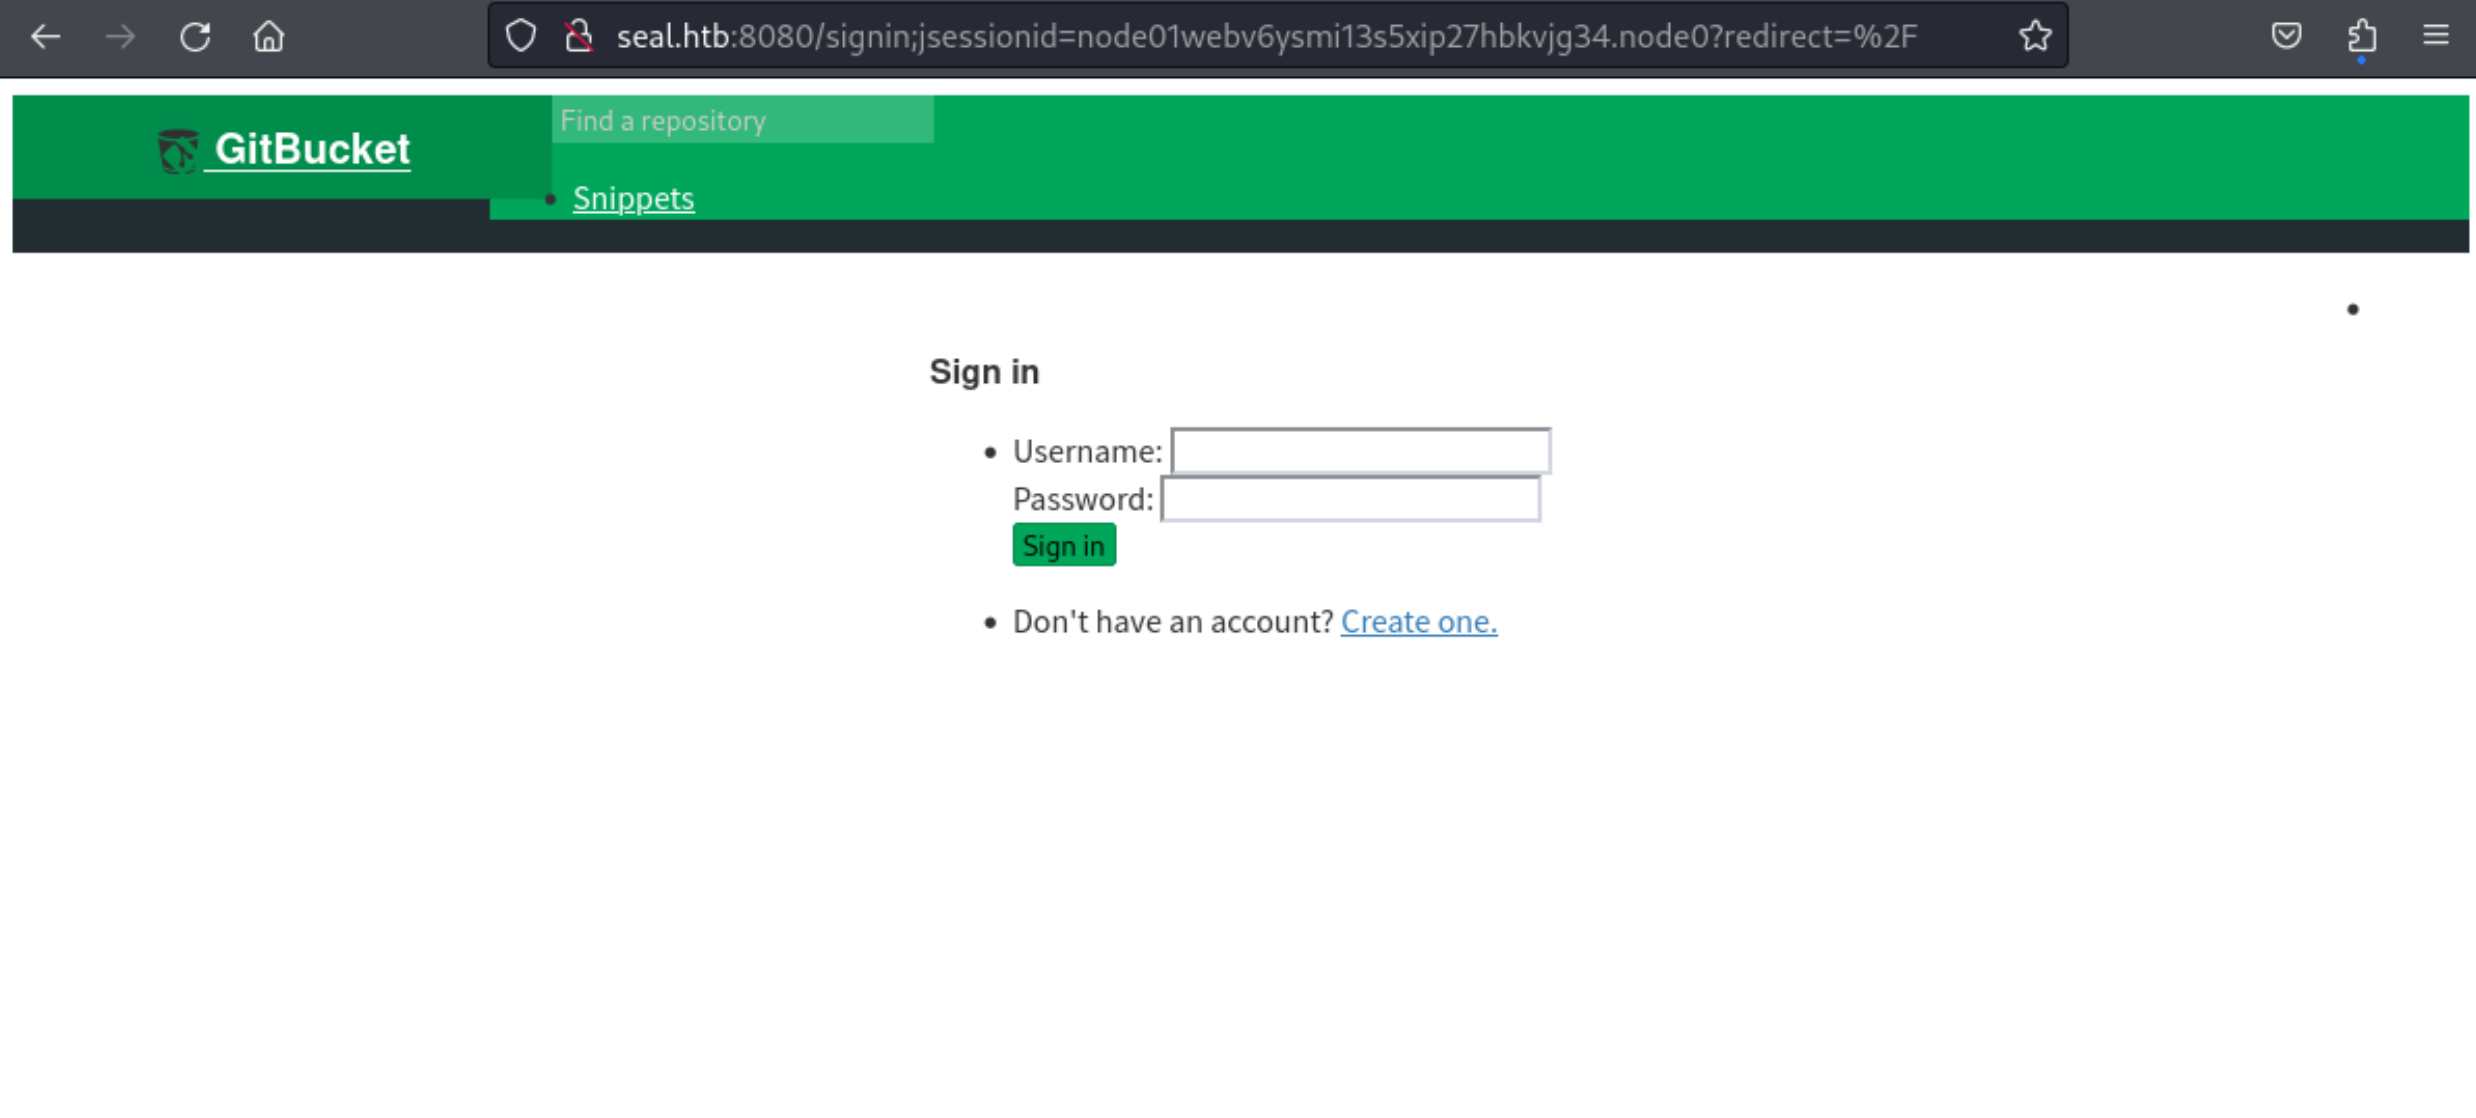 seal.htb:8080/signin;jsessionid=node01webv6ysmi13s5xip27hbkvjg34.node0?redirect=%2F
GitBucket
Find a repository
Snippets
Sign in
Username:
Password:
Sign in
Don't have an account? Create one.